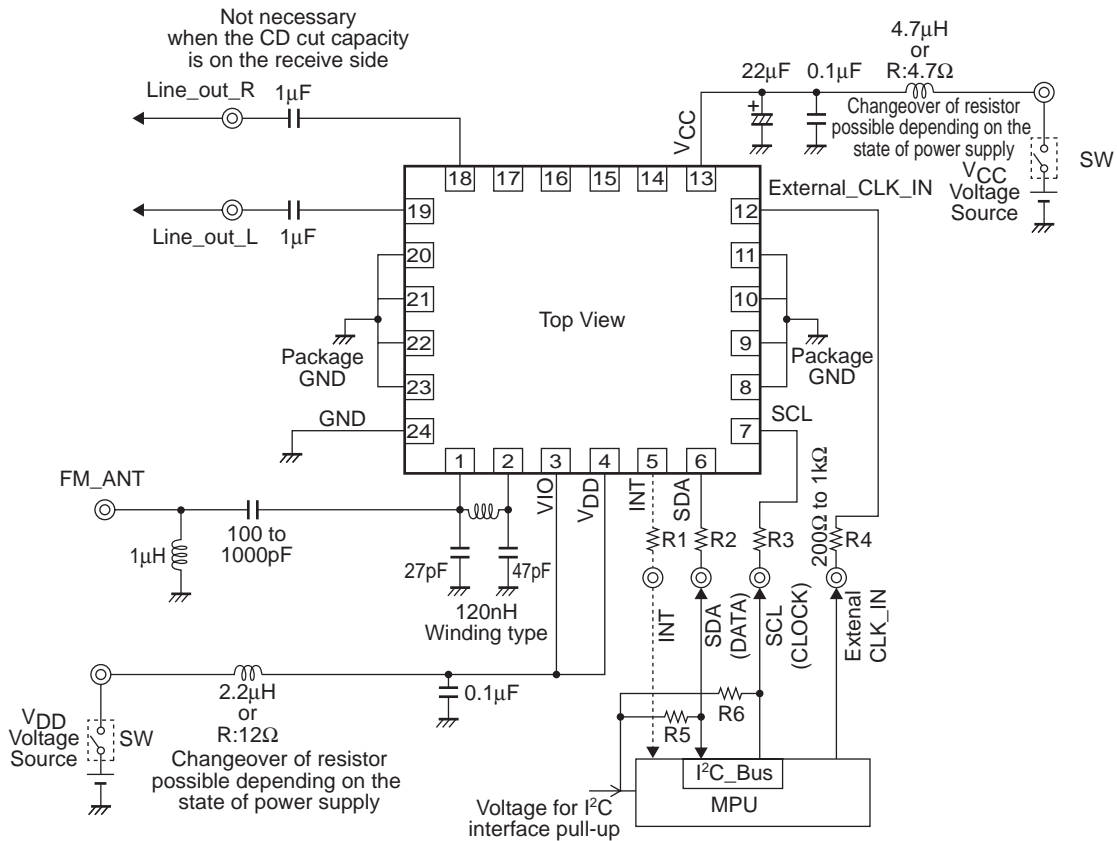 Not necessary
when the CD cut capacity
is on the receive side
Line_out_R
1μF
4.7μH
or
R:4.7Ω
22μF
0.1μF
+
Changeover of resistor
possible depending on the
state of power supply
VCC
SW
VCC
Voltage
Source
18
17
16
15
14
13
External_CLK_IN
19
12
Line_out_L
1μF
20
11
21
10
Top View
22
9
Package
GND
Package
GND
23
8
SCL
GND
24
7
1
2
3
4
5
6
FM_ANT
VIO
VDD
INT
SDA
200Ω to 1kΩ
100 to
1000pF
1μH
R1
R2
R3
R4
27pF
47pF
120nH
Winding type
INT
SDA
(DATA)
SCL
(CLOCK)
Extenal
CLK_IN
2.2μH
or
R:12Ω
0.1μF
R6
R5
VDD
Voltage
Source
SW
Changeover of resistor
possible depending on the
state of power supply
I²C_Bus
MPU
Voltage for I²C
interface pull-up